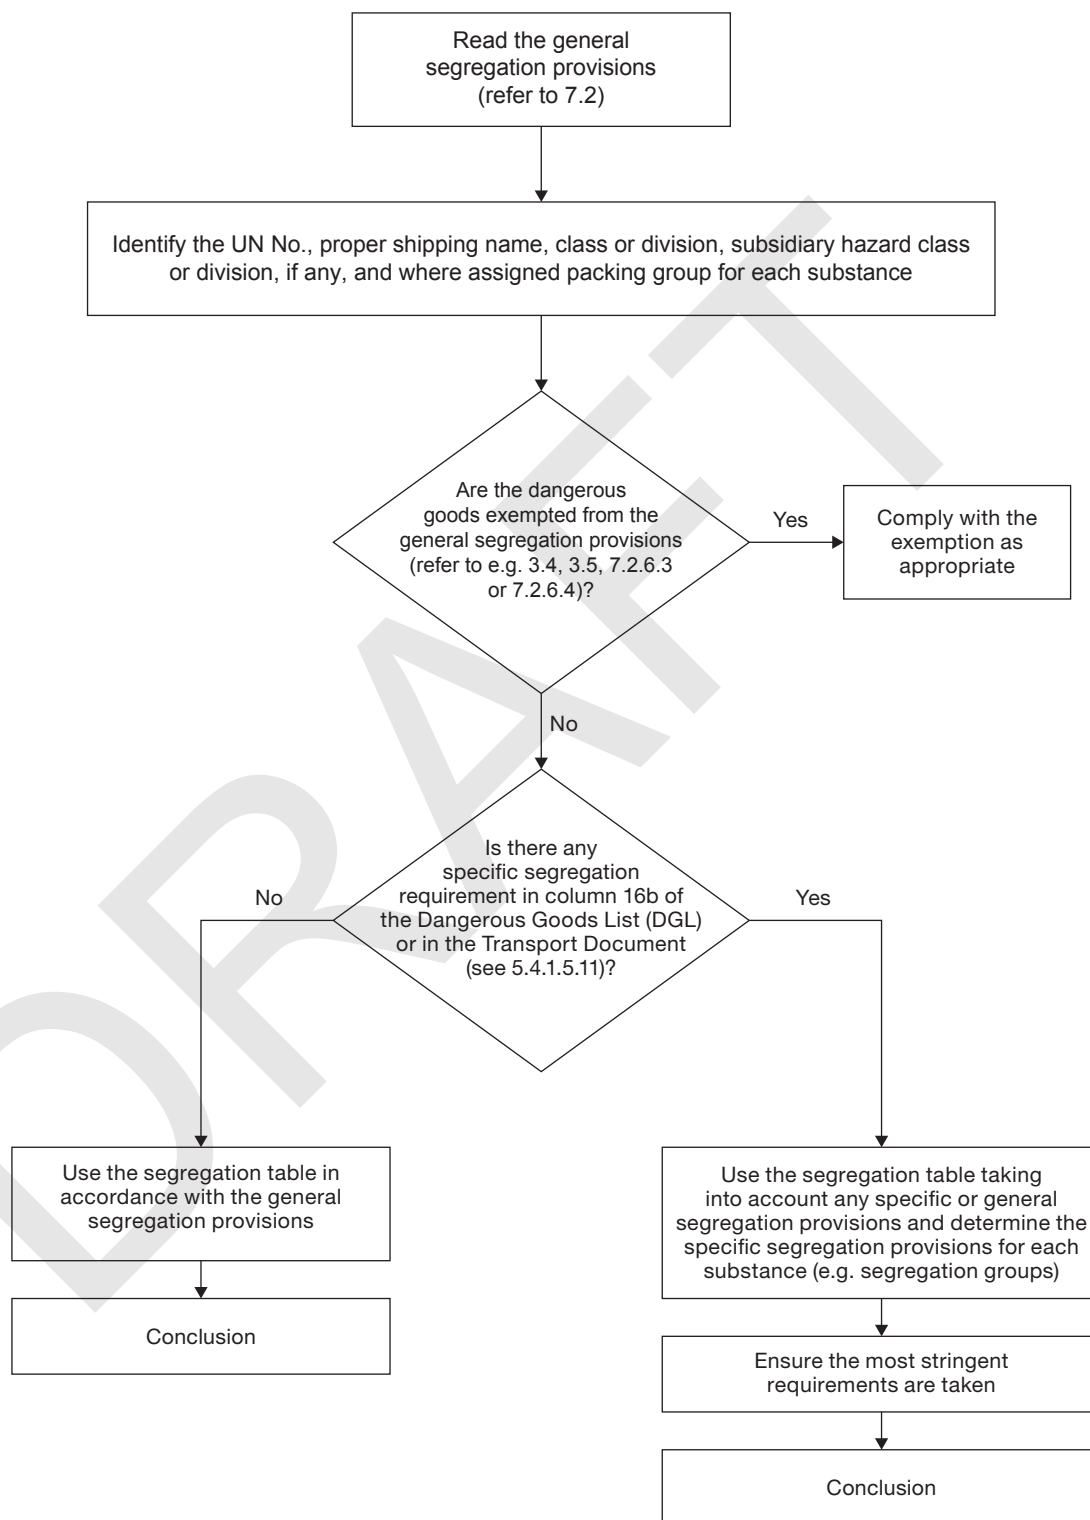 Read the general
segregation provisions
(refer to 7.2)
Identify the UN No., proper shipping name, class or division, subsidiary hazard class
or division, if any, and where assigned packing group for each substance
Are the dangerous
goods exempted from the
general segregation provisions
(refer to e.g. 3.4, 3.5, 7.2.6.3
or 7.2.6.4)?
Yes
Comply with the
exemption as
appropriate
No
Is there any
specific segregation
requirement in column 16b of
the Dangerous Goods List (DGL)
or in the Transport Document
(see 5.4.1.5.11)?
No
Yes
Use the segregation table in
accordance with the general
segregation provisions
Conclusion
Use the segregation table taking
into account any specific or general
segregation provisions and determine the
specific segregation provisions for each
substance (e.g. segregation groups)
Ensure the most stringent
requirements are taken
Conclusion
DRAFT